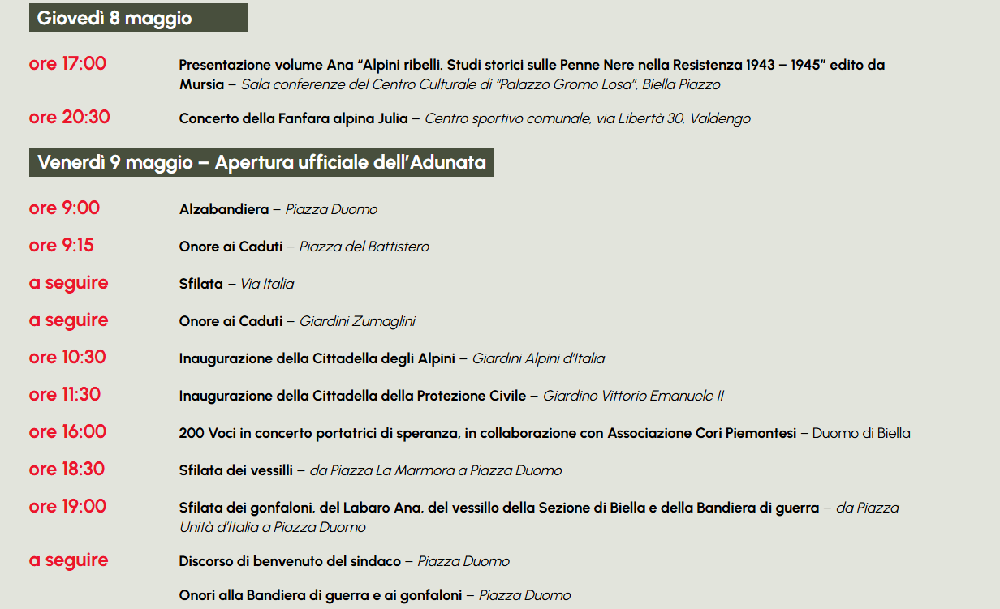 Giovedì 8 maggio
ore 17:00 Presentazione volume Ana “Alpini ribelli. Studi storici sulle Penne Nere nella Resistenza 1943 – 1945” edito da
Mursia – Sala conferenze del Centro Culturale di “Palazzo Gromo Losa”, Biella Piazzo
ore 20:30 Concerto della Fanfara alpina Julia – Centro sportivo comunale, via Libertà 30, Valdengo
Venerdì 9 maggio – Apertura ufficiale dell’Adunata
ore 9:00 Alzabandiera – Piazza Duomo
ore 9:15 Onore ai Caduti – Piazza del Battistero
a seguire Sfilata – Via Italia
a seguire Onore ai Caduti – Giardini Zumaglini
ore 10:30 Inaugurazione della Cittadella degli Alpini – Giardini Alpini d’Italia
ore 11:30 Inaugurazione della Cittadella della Protezione Civile – Giardino Vittorio Emanuele II
ore 16:00 200 Voci in concerto portatrici di speranza, in collaborazione con Associazione Cori Piemontesi – Duomo di Biella
ore 18:30 Sfilata dei vessilli – da Piazza La Marmora a Piazza Duomo
ore 19:00 Sfilata dei gonfaloni, del Labaro Ana, del vessillo della Sezione di Biella e della Bandiera di guerra – da Piazza
Unità d’Italia a Piazza Duomo
a seguire Discorso di benvenuto del sindaco – Piazza Duomo
Onori alla Bandiera di guerra e ai gonfaloni – Piazza Duomo